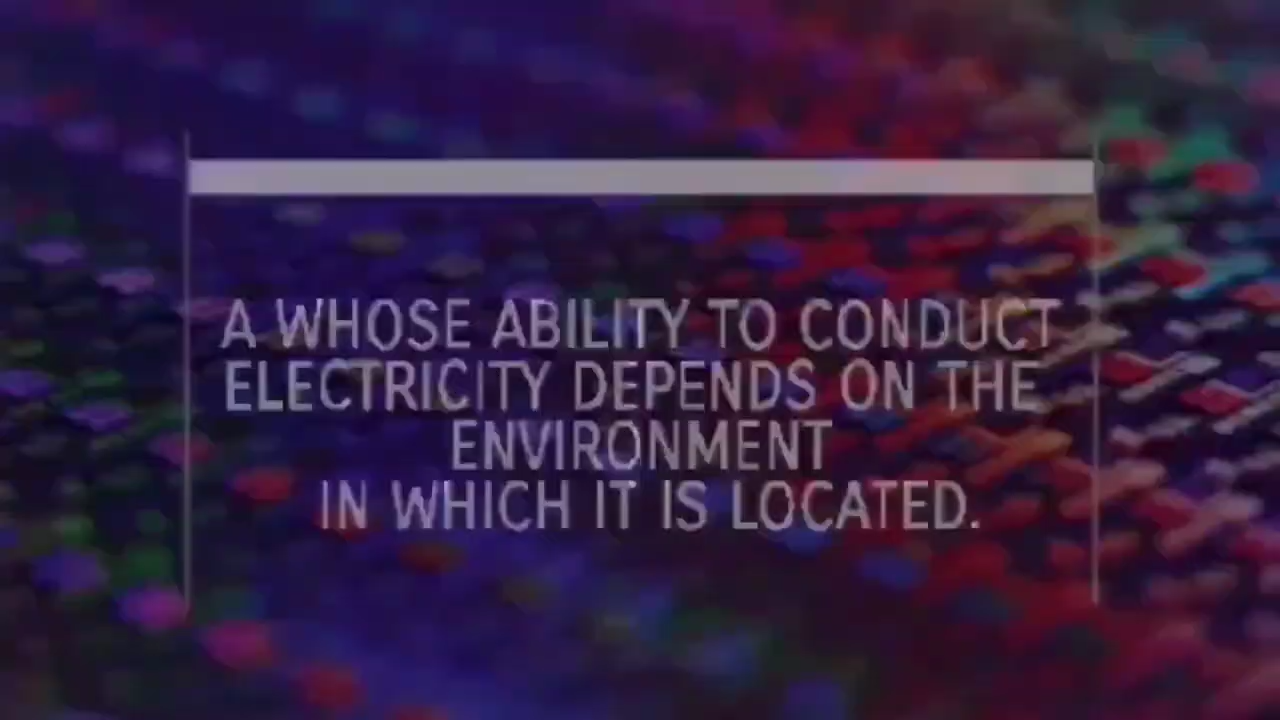 A WHOSE ABILITY TO CONDUCT
ELECTRICITY DEPENDS ON THE
ENVIRONMENT
IN WHICH IT IS LOCATED.